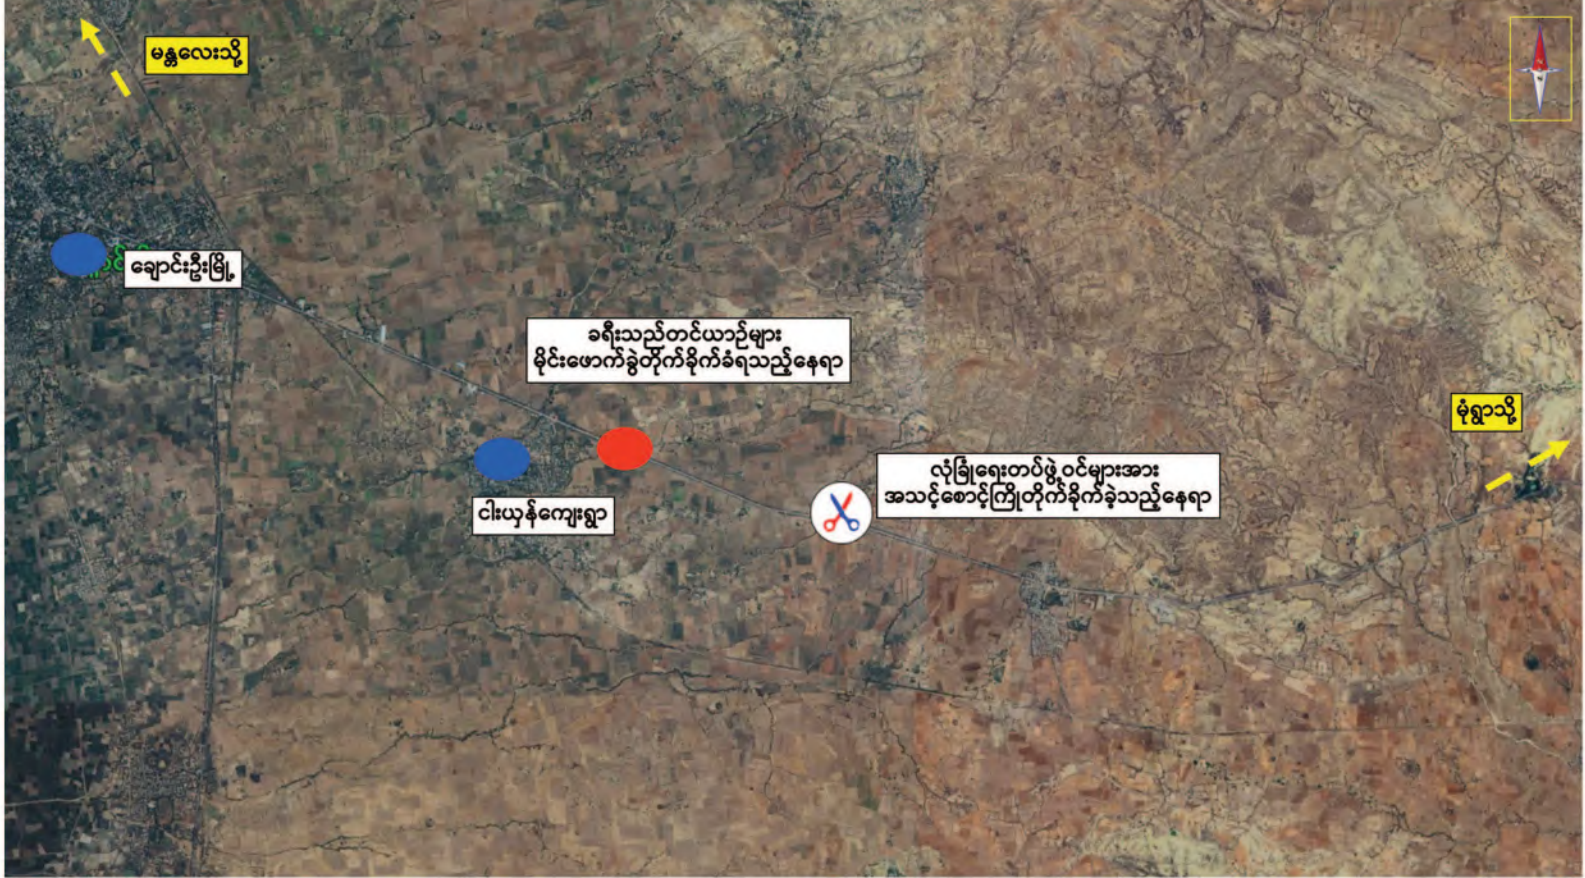 မန္တလေးသို့
ချောင်းဦးမြို့
ခရီးသည်တင်ယာဉ်များ
မိုင်းဖောက်ခွဲတိုက်ခိုက်ခံရသည့်နေရာ
မုံရွာသို့
လုံခြုံရေးတပ်ဖွဲ့ဝင်များအား
အသင့်စောင့်ကြိုတိုက်ခိုက်ခဲ့သည့်နေရာ
ငါးယှန်ကျေးရွာ